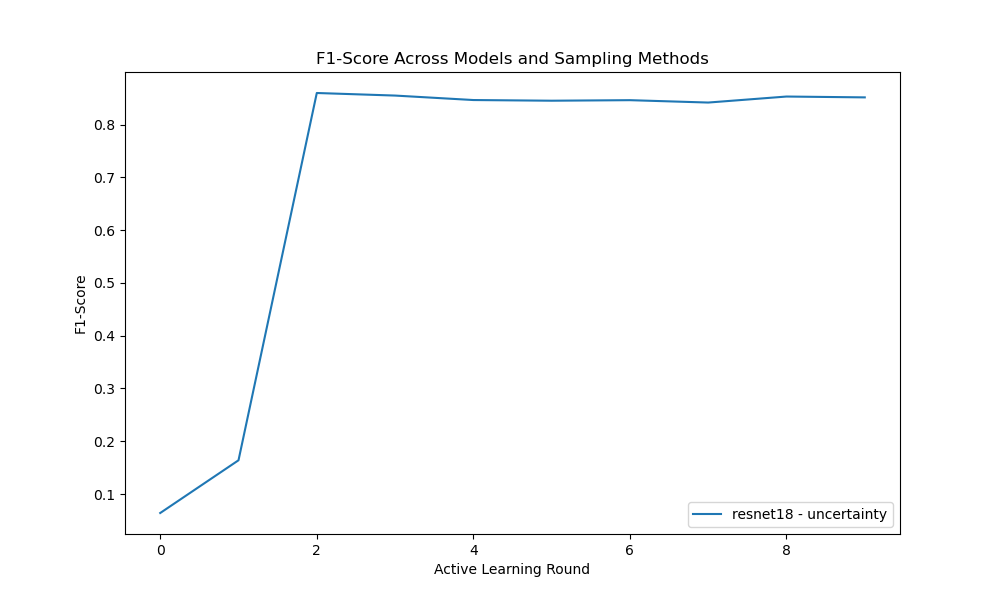 F1-Score Across Models and Sampling Methods
0.8
0.7
0.6
0.5
0.4
0.3
0.2
0.1
F1-Score
resnet18 - uncertainty
0 2 4 6 8
Active Learning Round